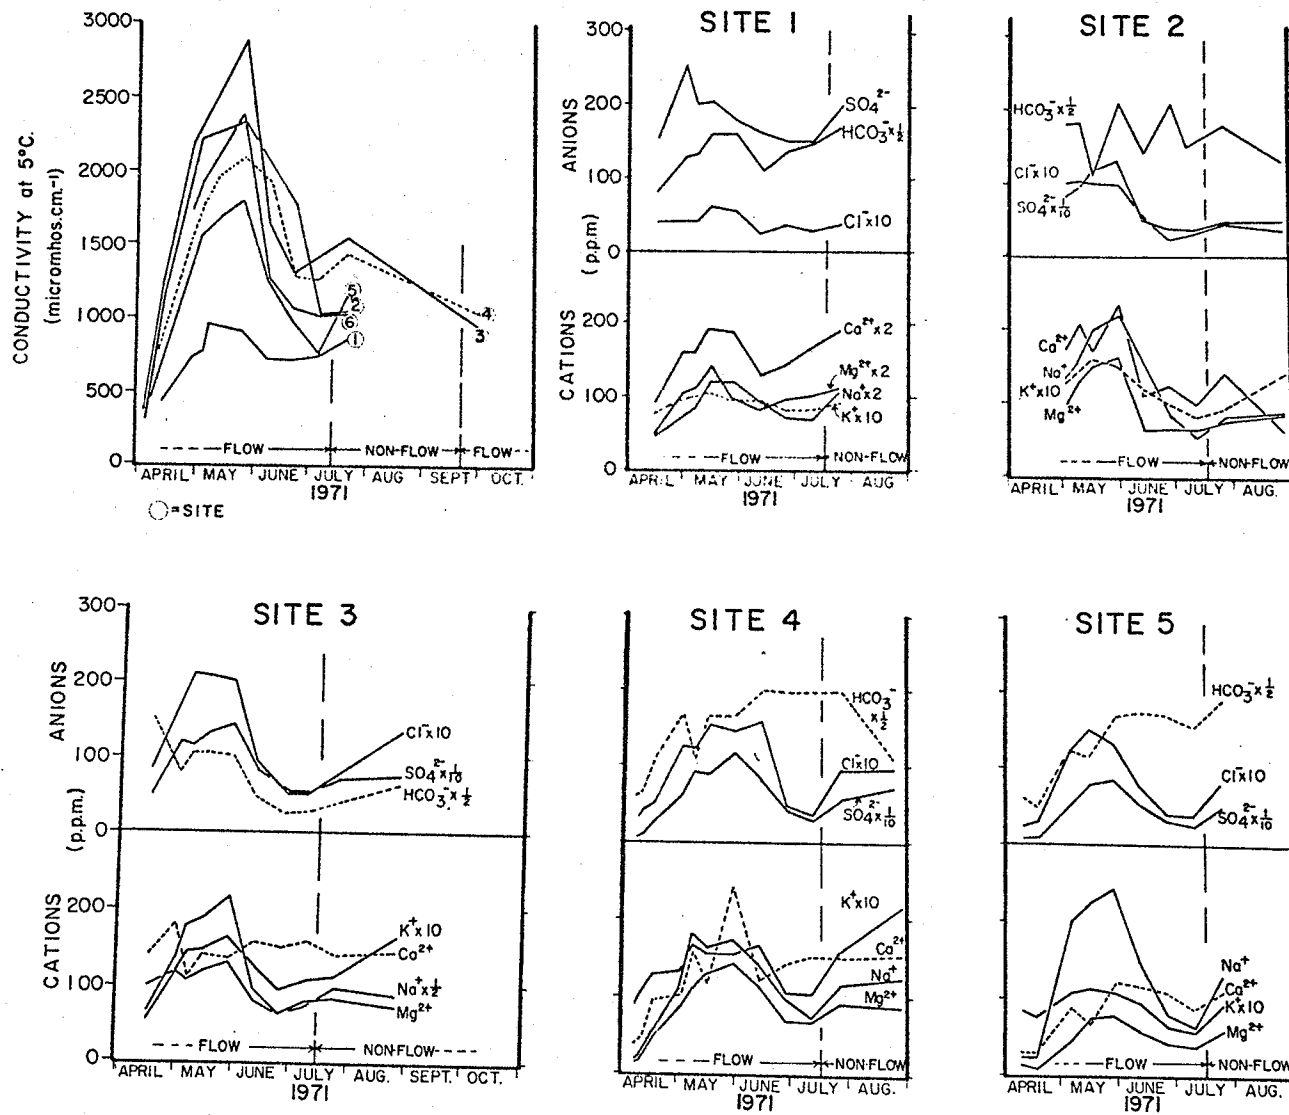 CONDUCTIVITY at 5°C.
(micromhos.cm.⁻¹)
3000
2500
2000
1500
1000
500
0
5
2
6
1
4
3
FLOW
NON-FLOW
FLOW
APRIL MAY JUNE JULY AUG SEPT OCT.
1971
=SITE
SITE 1
ANIONS
(p.p.m)
CATIONS
300
200
100
0
200
100
0
SO₄²⁻
HCO₃⁻x½
Cl⁻x10
Ca²⁺x2
Mg²⁺x2
Na⁺x2
K⁺x10
FLOW
NON-FLOW
APRIL MAY JUNE JULY AUG
1971
SITE 2
HCO₃⁻x½
Cl⁻x10
SO₄²⁻x1/10
Ca²⁺
Na⁺
K⁺x10
Mg²⁺
FLOW
NON-FLOW
APRIL MAY JUNE JULY AUG.
1971
SITE 3
ANIONS
(p.p.m.)
CATIONS
300
200
100
0
200
100
0
Cl⁻x10
SO₄²⁻x1/10
HCO₃⁻x½
K⁺x10
Ca²⁺
Na⁺x½
Mg²⁺
FLOW
NON-FLOW
APRIL MAY JUNE JULY AUG. SEPT. OCT.
1971
SITE 4
HCO₃⁻
x½
Cl⁻x10
SO₄²⁻x1/10
K⁺x10
Ca²⁺
Na⁺
Mg²⁺
FLOW
NON-FLOW
APRIL MAY JUNE JULY AUG.
1971
SITE 5
HCO₃⁻x½
Cl⁻x10
SO₄²⁻x1/10
Na⁺
Ca²⁺
K⁺x10
Mg²⁺
FLOW
NON-FLOW
APRIL MAY JUNE JULY AUG.
1971